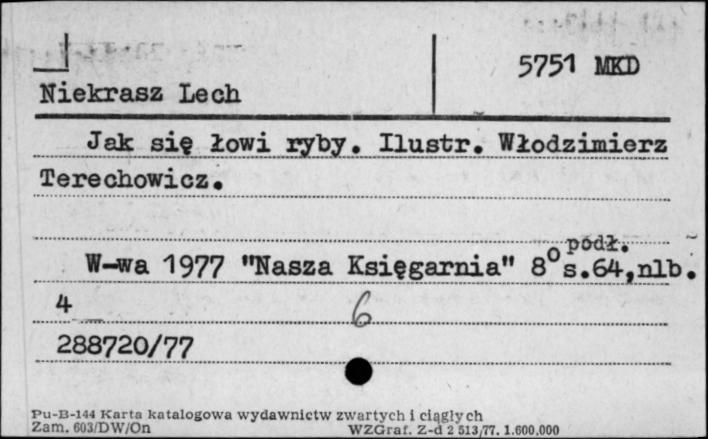 5751 MKD
Niekrasz Lech
Jak się łowi ryby. Ilustr. Włodzimierz
Terechowicz.
W-wa 1977 "Nasza Księgarnia" 8° podł. s.64,nlb.
4
6
288720/77
Pu-B-144 Karta katalogowa wydawnictw zwartych i ciągłych
Zam. 603/DW/On WZGraf. Z-d 2 513/77. 1.600.000